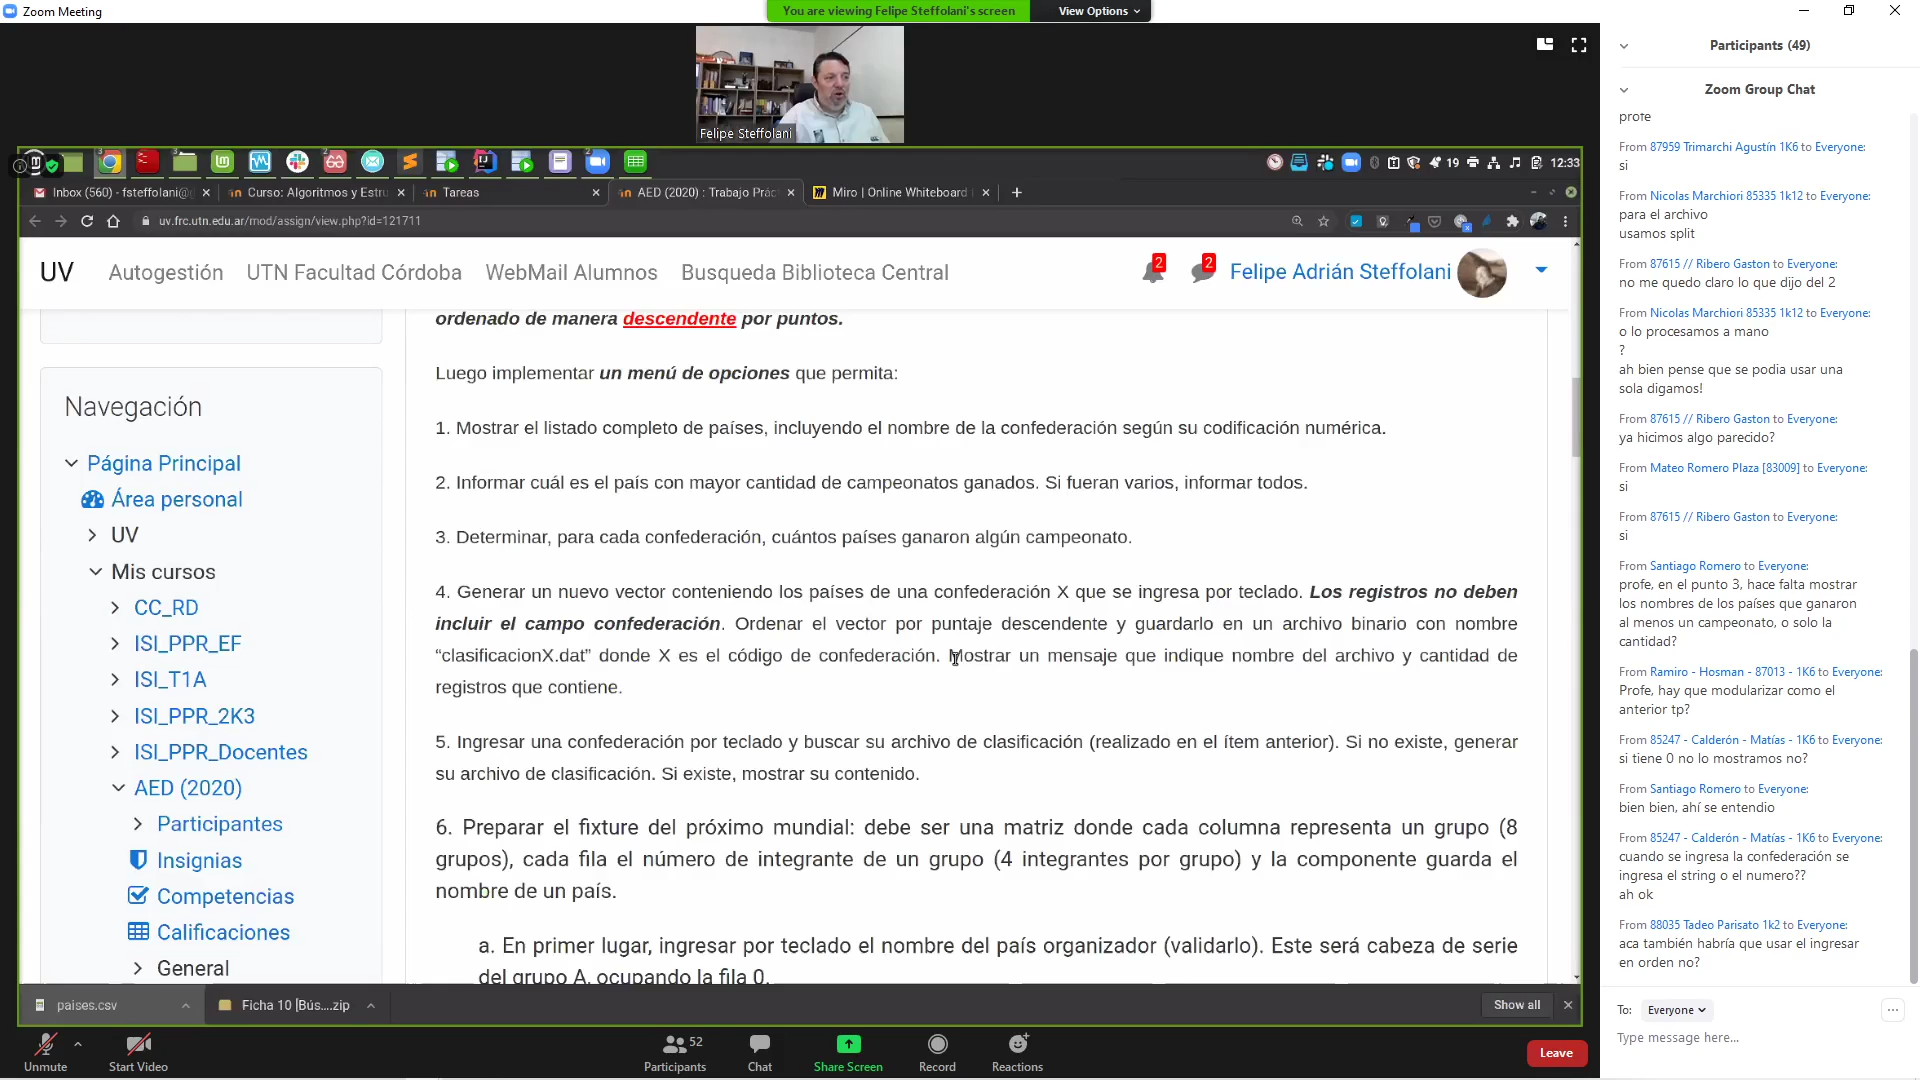 Zoom Meeting
You are viewing Felipe Steffolani's screen
View Options
Felipe Steffolani
3
3
2
2
19
12:33
Inbox (560) - fsteffolani@
Curso: Algoritmos y Estru
Tareas
AED (2020) : Trabajo Prác
Miro | Online Whiteboard
uv.frc.utn.edu.ar/mod/assign/view.php?id=121711
UV
Autogestión
UTN Facultad Córdoba
WebMail Alumnos
Busqueda Biblioteca Central
2
2
Felipe Adrián Steffolani
Navegación
Página Principal
Área personal
UV
Mis cursos
CC_RD
ISI_PPR_EF
ISI_T1A
ISI_PPR_2K3
ISI_PPR_Docentes
AED (2020)
Participantes
Insignias
Competencias
Calificaciones
General
ordenado de manera descendente por puntos.
Luego implementar un menú de opciones que permita:
1. Mostrar el listado completo de países, incluyendo el nombre de la confederación según su codificación numérica.
2. Informar cuál es el país con mayor cantidad de campeonatos ganados. Si fueran varios, informar todos.
3. Determinar, para cada confederación, cuántos países ganaron algún campeonato.
4. Generar un nuevo vector conteniendo los países de una confederación X que se ingresa por teclado. Los registros no deben
incluir el campo confederación. Ordenar el vector por puntaje descendente y guardarlo en un archivo binario con nombre
“clasificacionX.dat” donde X es el código de confederación. Mostrar un mensaje que indique nombre del archivo y cantidad de
registros que contiene.
5. Ingresar una confederación por teclado y buscar su archivo de clasificación (realizado en el ítem anterior). Si no existe, generar
su archivo de clasificación. Si existe, mostrar su contenido.
6. Preparar el fixture del próximo mundial: debe ser una matriz donde cada columna representa un grupo (8
grupos), cada fila el número de integrante de un grupo (4 integrantes por grupo) y la componente guarda el
nombre de un país.
a. En primer lugar, ingresar por teclado el nombre del país organizador (validarlo). Este será cabeza de serie
del grupo A, ocupando la fila 0.
paises.csv
Ficha 10 [Bús....zip
Show all
Unmute
Start Video
52
Participants
Chat
Share Screen
Record
Reactions
Leave
Participants (49)
Zoom Group Chat
profe
From 87959 Trimarchi Agustín 1K6 to Everyone:
si
From Nicolas Marchiori 85335 1k12 to Everyone:
para el archivo
usamos split
From 87615 // Ribero Gaston to Everyone:
no me quedo claro lo que dijo del 2
From Nicolas Marchiori 85335 1k12 to Everyone:
o lo procesamos a mano
?
ah bien pense que se podia usar una
sola digamos!
From 87615 // Ribero Gaston to Everyone:
ya hicimos algo parecido?
From Mateo Romero Plaza [83009] to Everyone:
si
From 87615 // Ribero Gaston to Everyone:
si
From Santiago Romero to Everyone:
profe, en el punto 3, hace falta mostrar
los nombres de los países que ganaron
al menos un campeonato, o solo la
cantidad?
From Ramiro - Hosman - 87013 - 1K6 to Everyone:
Profe, hay que modularizar como el
anterior tp?
From 85247 - Calderón - Matías - 1K6 to Everyone:
si tiene 0 no lo mostramos no?
From Santiago Romero to Everyone:
bien bien, ahí se entendio
From 85247 - Calderón - Matías - 1K6 to Everyone:
cuando se ingresa la confederación se
ingresa el string o el numero??
ah ok
From 88035 Tadeo Parisato 1k2 to Everyone:
aca también habría que usar el ingresar
en orden no?
To:
Everyone
Type message here...